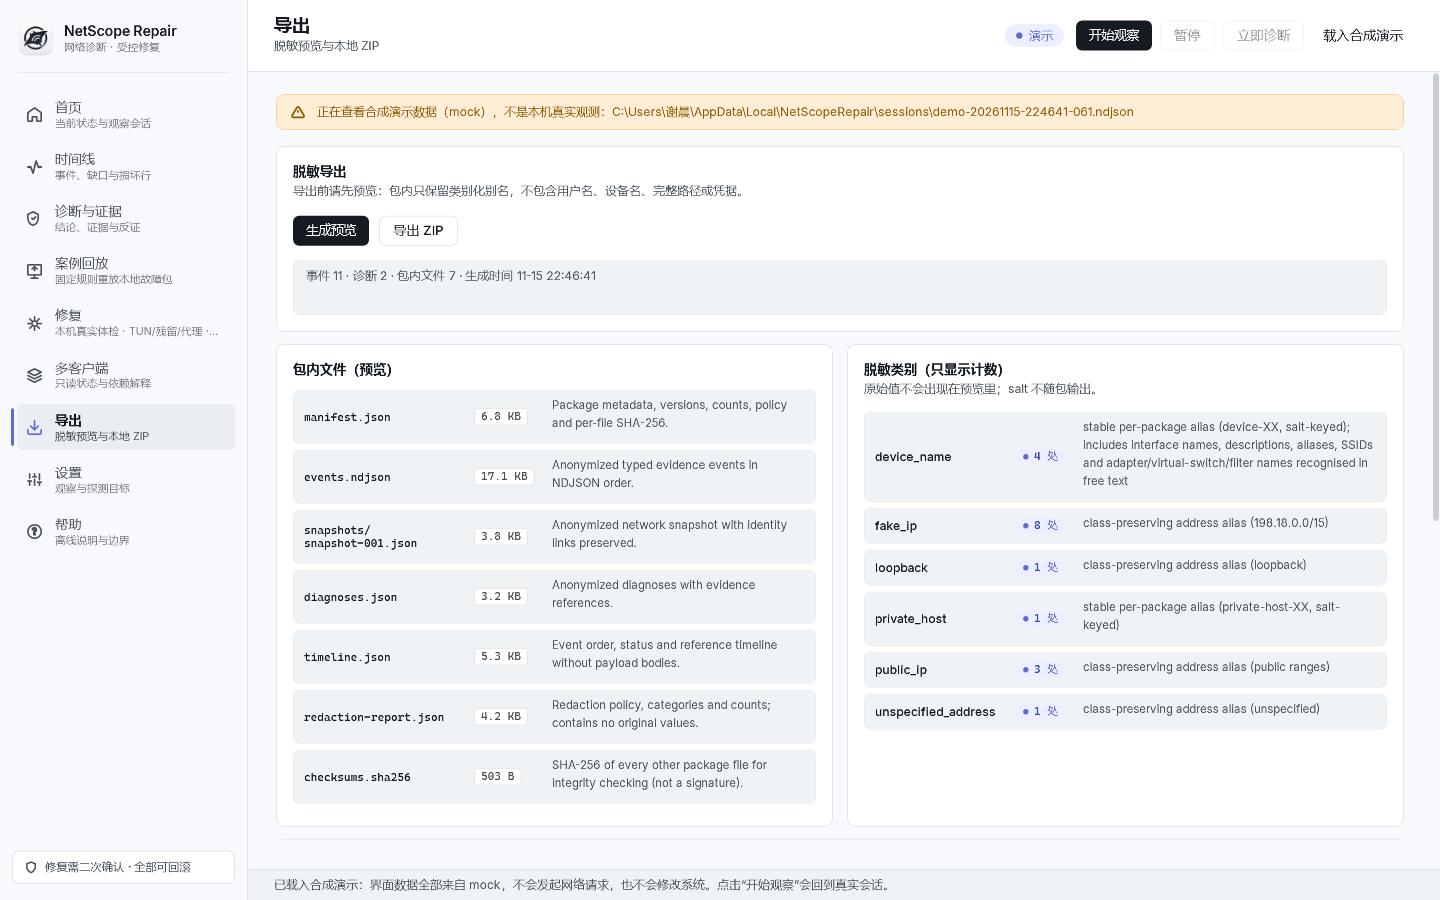 NetScope Repair
网络诊断 · 受控修复
首页
当前状态与观察会话
时间线
事件、缺口与损坏行
诊断与证据
结论、证据与反证
案例回放
固定规则重放本地故障包
修复
本机真实体检 · TUN/残留/代理 ·...
多客户端
只读状态与依赖解释
导出
脱敏预览与本地 ZIP
设置
观察与探测目标
帮助
离线说明与边界
修复需二次确认 · 全部可回滚
导出
脱敏预览与本地 ZIP
演示
开始观察
暂停
立即诊断
载入合成演示
正在查看合成演示数据（mock），不是本机真实观测：C:\Users\谢晨\AppData\Local\NetScopeRepair\sessions\demo-20261115-224641-061.ndjson
脱敏导出
导出前请先预览：包内只保留类别化别名，不包含用户名、设备名、完整路径或凭据。
生成预览
导出 ZIP
事件 11 · 诊断 2 · 包内文件 7 · 生成时间 11-15 22:46:41
包内文件（预览）
manifest.json
6.8 KB
Package metadata, versions, counts, policy
and per-file SHA-256.
events.ndjson
17.1 KB
Anonymized typed evidence events in
NDJSON order.
snapshots/
snapshot-001.json
3.8 KB
Anonymized network snapshot with identity
links preserved.
diagnoses.json
3.2 KB
Anonymized diagnoses with evidence
references.
timeline.json
5.3 KB
Event order, status and reference timeline
without payload bodies.
redaction-report.json
4.2 KB
Redaction policy, categories and counts;
contains no original values.
checksums.sha256
503 B
SHA-256 of every other package file for
integrity checking (not a signature).
脱敏类别（只显示计数）
原始值不会出现在预览里；salt 不随包输出。
device_name
4 处
stable per-package alias (device-XX, salt-keyed);
includes interface names, descriptions, aliases, SSIDs
and adapter/virtual-switch/filter names recognised in
free text
fake_ip
8 处
class-preserving address alias (198.18.0.0/15)
loopback
1 处
class-preserving address alias (loopback)
private_host
1 处
stable per-package alias (private-host-XX, salt-
keyed)
public_ip
3 处
class-preserving address alias (public ranges)
unspecified_address
1 处
class-preserving address alias (unspecified)
已载入合成演示：界面数据全部来自 mock，不会发起网络请求，也不会修改系统。点击“开始观察”会回到真实会话。